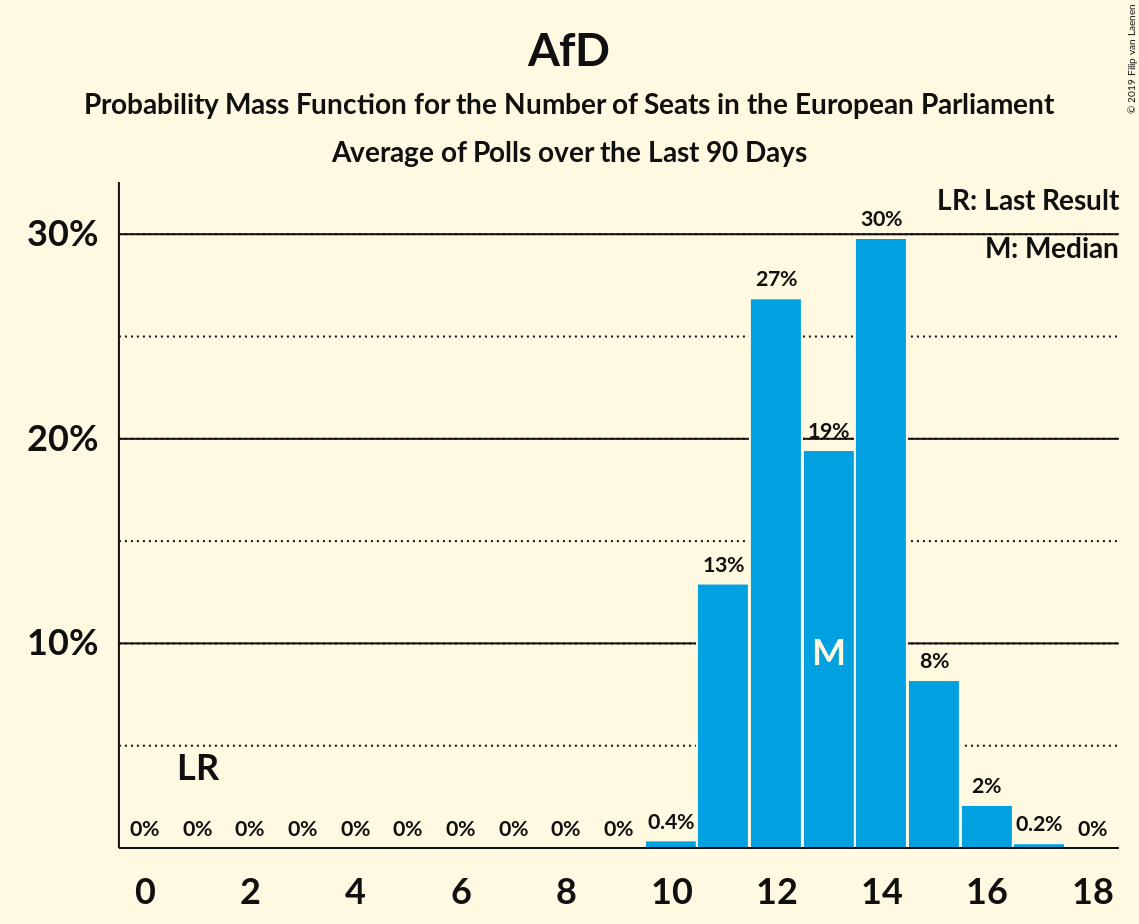 AfD
Probability Mass Function for the Number of Seats in the European Parliament
Average of Polls over the Last 90 Days
© 2019 Filip van Laenen
LR: Last Result
M: Median
30%
20%
10%
0% 0% 0% 0% 0% 0% 0% 0% 0% 0% 0.4% 13% 27% 19% 30% 8% 2% 0.2% 0%
LR
M
0 2 4 6 8 10 12 14 16 18